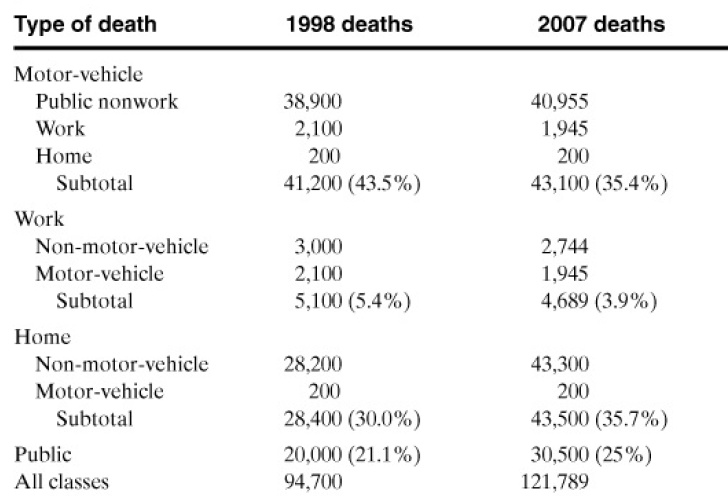 Type of death 1998 deaths 2007 deaths
Motor-vehicle
Public nonwork 38,900 40,955
Work 2,100 1,945
Home 200 200
Subtotal 41,200 (43.5%) 43,100 (35.4%)
Work
Non-motor-vehicle 3,000 2,744
Motor-vehicle 2,100 1,945
Subtotal 5,100 (5.4%) 4,689 (3.9%)
Home
Non-motor-vehicle 28,200 43,300
Motor-vehicle 200 200
Subtotal 28,400 (30.0%) 43,500 (35.7%)
Public 20,000 (21.1%) 30,500 (25%)
All classes 94,700 121,789